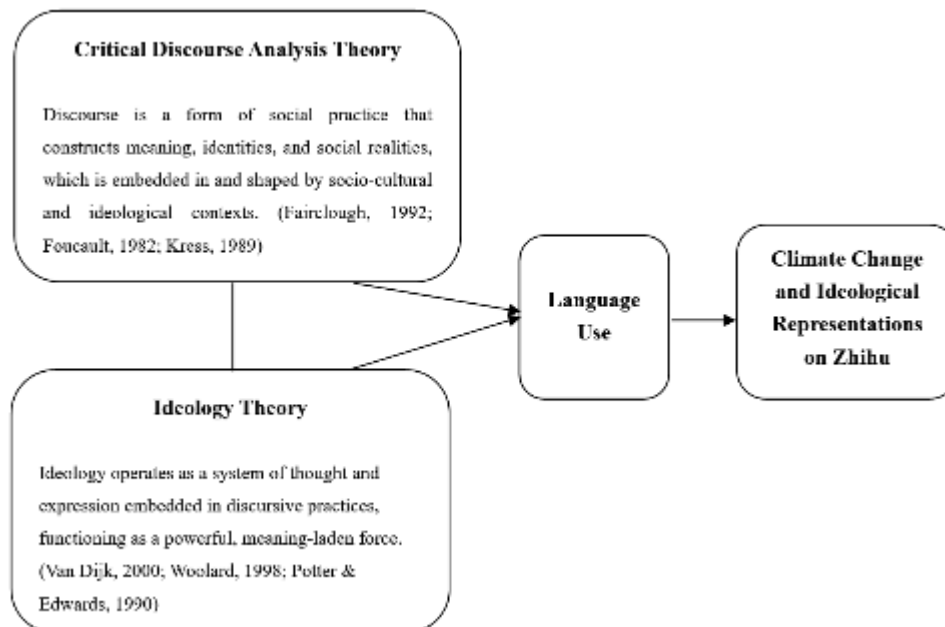 Critical Discourse Analysis Theory
Discourse is a form of social practice that
constructs meaning, identities, and social realities,
which is embedded in and shaped by socio-cultural
and ideological contexts. (Fairclough, 1992;
Foucault, 1982; Kress, 1989)
Ideology Theory
Ideology operates as a system of thought and
expression embedded in discursive practices,
functioning as a powerful, meaning-laden force.
(Van Dijk, 2000; Woolard, 1998; Potter &
Edwards, 1990)
Language
Use
Climate Change
and Ideological
Representations
on Zhihu